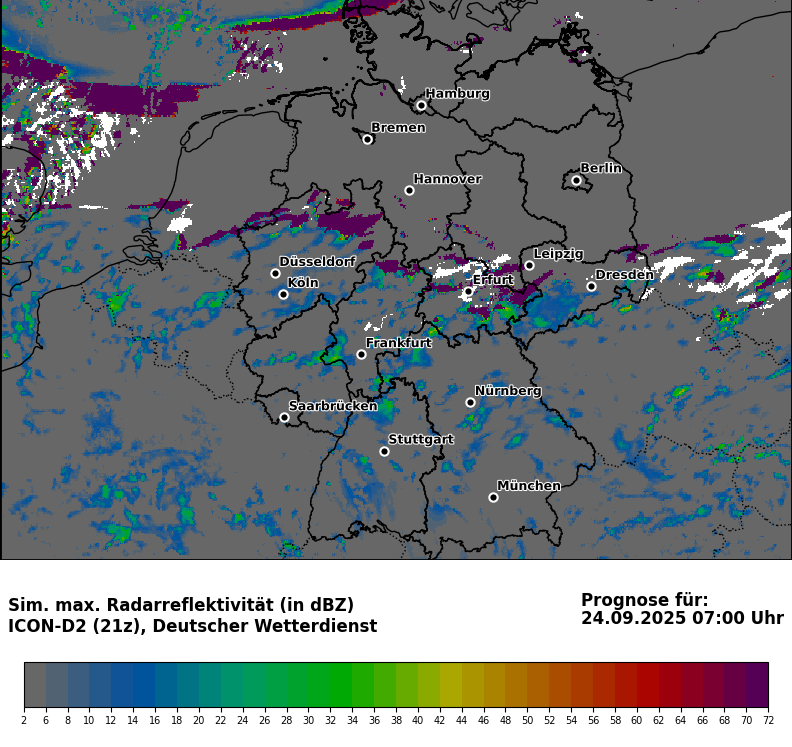 Hamburg
Bremen
Berlin
Hannover
Leipzig
Düsseldorf
Dresden
Köln
Erfurt
Frankfurt
Nürnberg
Saarbrücken
Stuttgart
München
Sim. max. Radarreflektivität (in dBZ)
ICON-D2 (21z), Deutscher Wetterdienst
Prognose für:
24.09.2025 07:00 Uhr
2 6 8 10 12 14 16 18 20 22 24 26 28 30 32 34 36 38 40 42 44 46 48 50 52 54 56 58 60 62 64 66 68 70 72